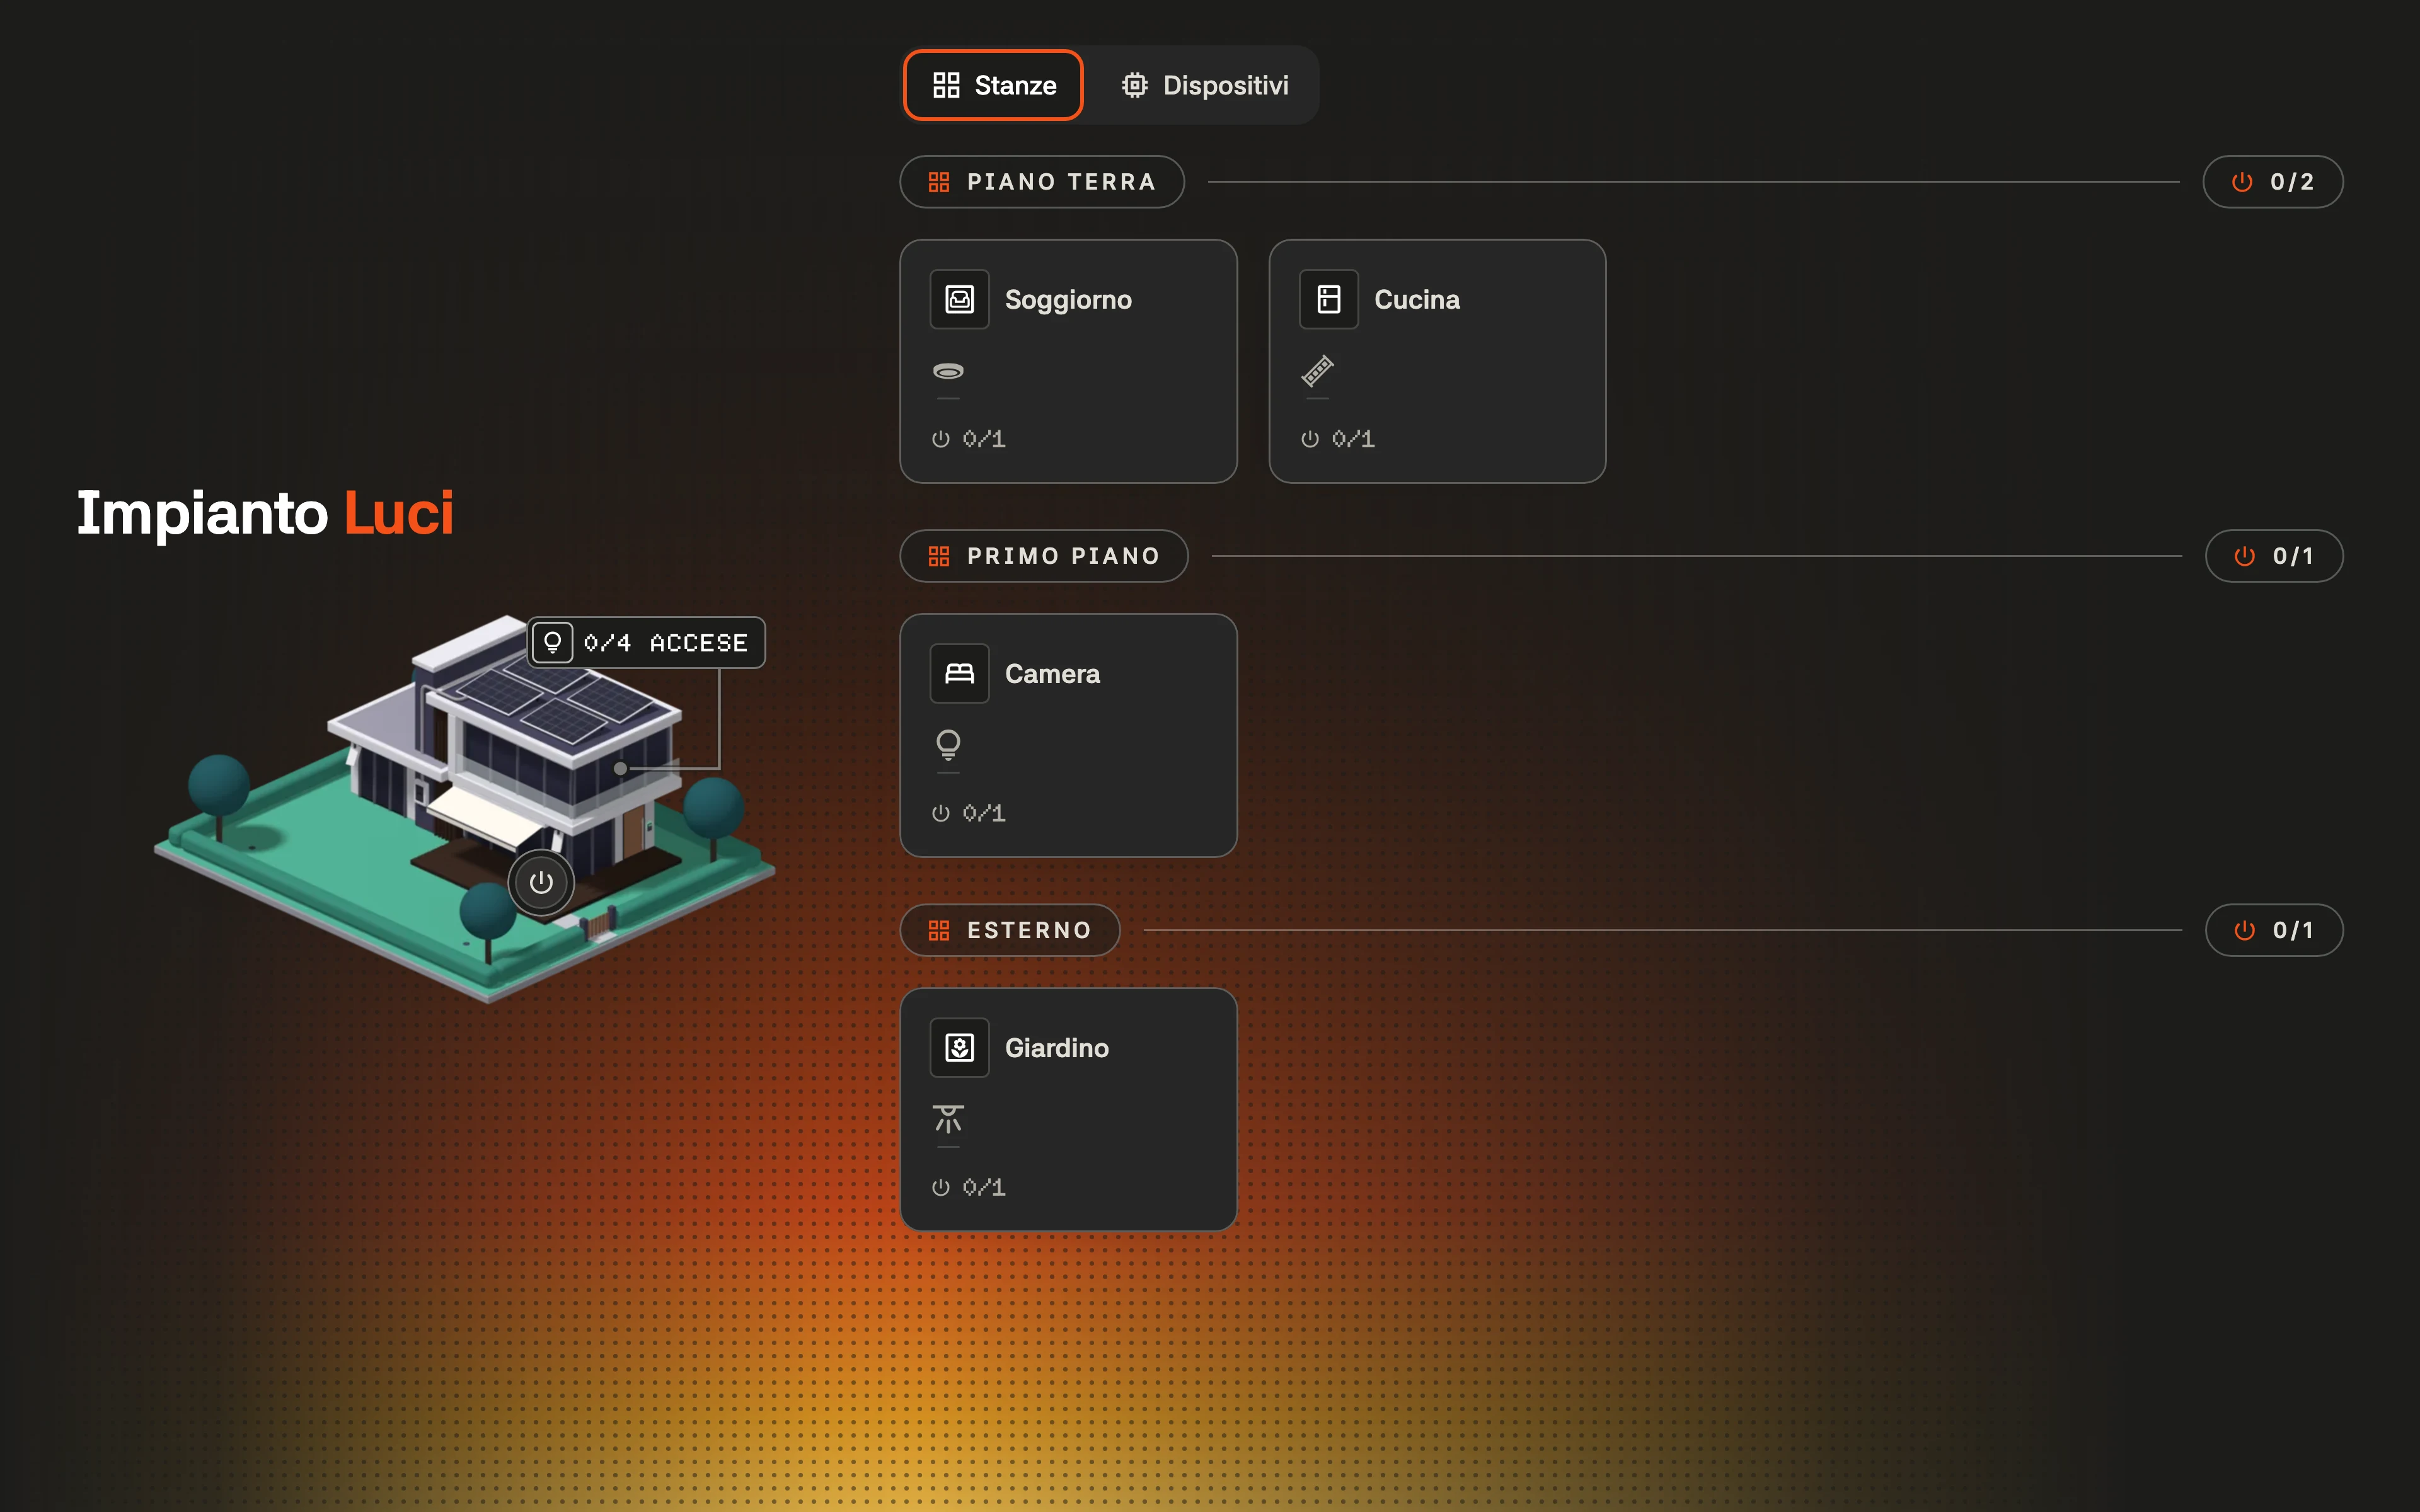 Stanze
Dispositivi
PIANO TERRA
0/2
Soggiorno
0/1
Cucina
0/1
Impianto Luci
0/4 ACCESE
PRIMO PIANO
0/1
Camera
0/1
ESTERNO
0/1
Giardino
0/1